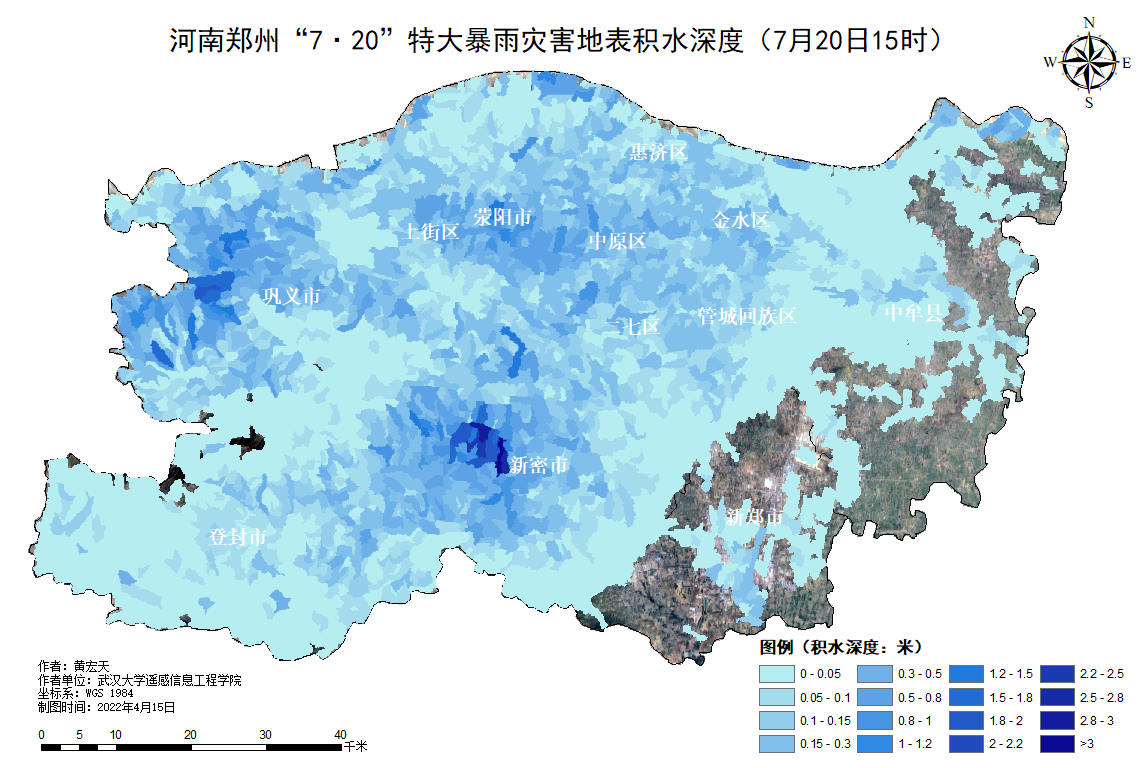 河南郑州“7·20”特大暴雨灾害地表积水深度（7月20日15时）
N
W E
S
惠济区
荥阳市
金水区
上街区
中原区
巩义市
管城回族区
中牟县
二七区
新密市
新郑市
登封市
图例（积水深度：米）
0 - 0.05 0.3 - 0.5 1.2 - 1.5 2.2 - 2.5
0.05 - 0.1 0.5 - 0.8 1.5 - 1.8 2.5 - 2.8
0.1 - 0.15 0.8 - 1 1.8 - 2 2.8 - 3
0.15 - 0.3 1 - 1.2 2 - 2.2 >3
作者：黄宏天
作者单位：武汉大学遥感信息工程学院
坐标系：WGS 1984
制图时间：2022年4月15日
0 5 10 20 30 40
千米